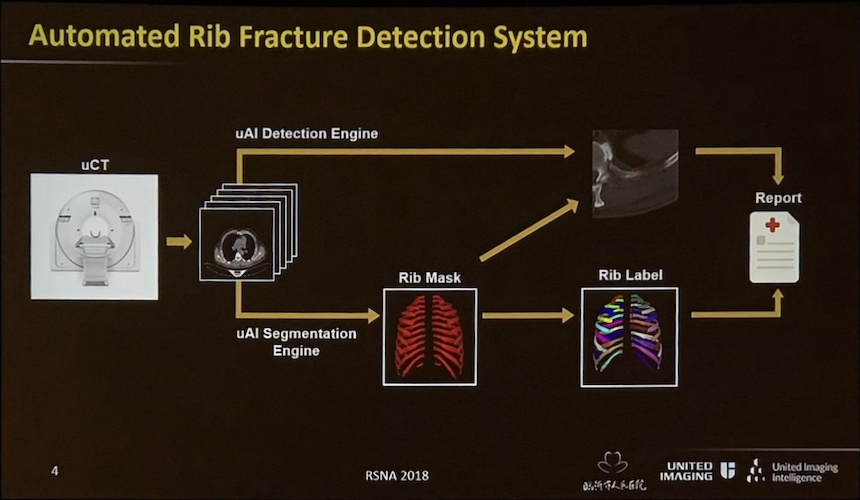 Automated Rib Fracture Detection System
uAI Detection Engine
uCT
Report
Rib Mask
Rib Label
uAI Segmentation
Engine
4
RSNA 2018
UNITED
IMAGING
United Imaging
Intelligence